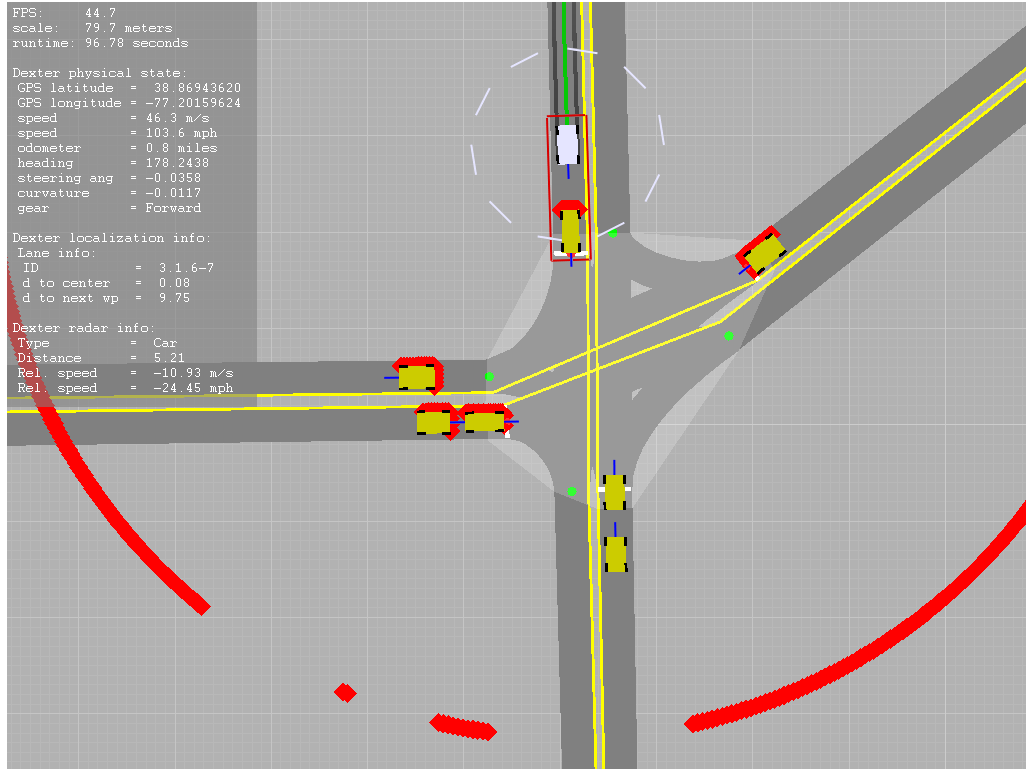 FPS: 44.7
scale: 79.7 meters
runtime: 96.78 seconds
Dexter physical state:
GPS latitude = 38.86943620
GPS longitude = -77.20159624
speed = 46.3 m/s
speed = 103.6 mph
odometer = 0.8 miles
heading = 178.2438
steering ang = -0.0358
curvature = -0.0117
gear = Forward
Dexter localization info:
Lane info:
ID = 3.1.6-7
d to center = 0.08
d to next wp = 9.75
Dexter radar info:
Type = Car
Distance = 5.21
Rel. speed = -10.93 m/s
Rel. speed = -24.45 mph